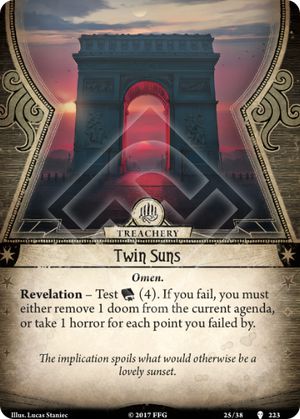 TREACHERY
Twin Suns
Omen.
Revelation – Test (4). If you fail, you must
either remove 1 doom from the current agenda,
or take 1 horror for each point you failed by.
The implication spoils what would otherwise be a
lovely sunset.
Illus. Lucas Staniec © 2017 FFG 25/38 223